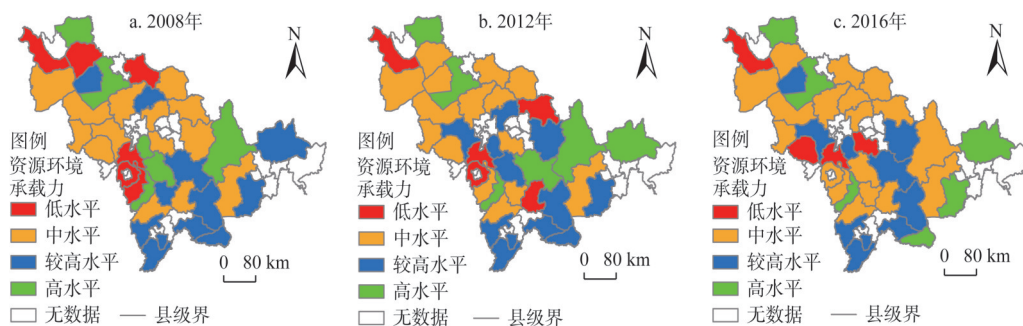 a. 2008年
N
图例
资源环境
承载力
低水平
中水平
较高水平
高水平
无数据
县级界
0 80 km
b. 2012年
N
图例
资源环境
承载力
低水平
中水平
较高水平
高水平
无数据
县级界
0 80 km
c. 2016年
N
图例
资源环境
承载力
低水平
中水平
较高水平
高水平
无数据
县级界
0 80 km